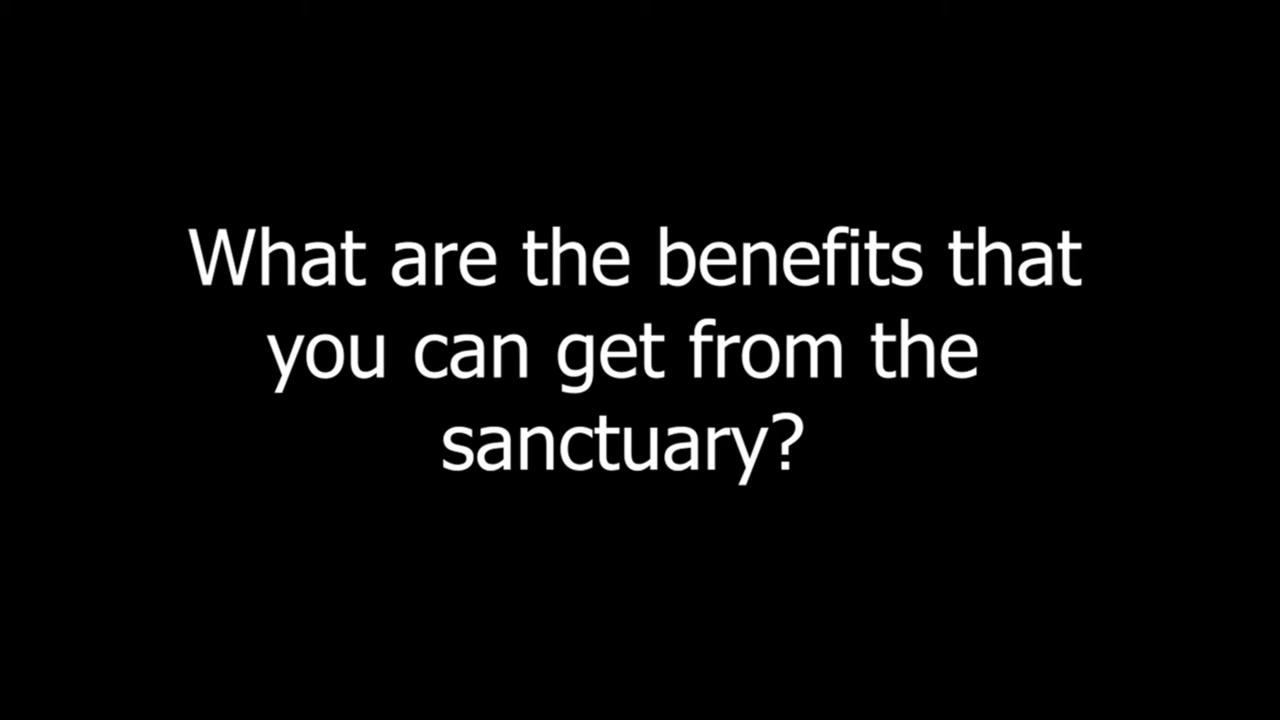 What are the benefits that
you can get from the
sanctuary?